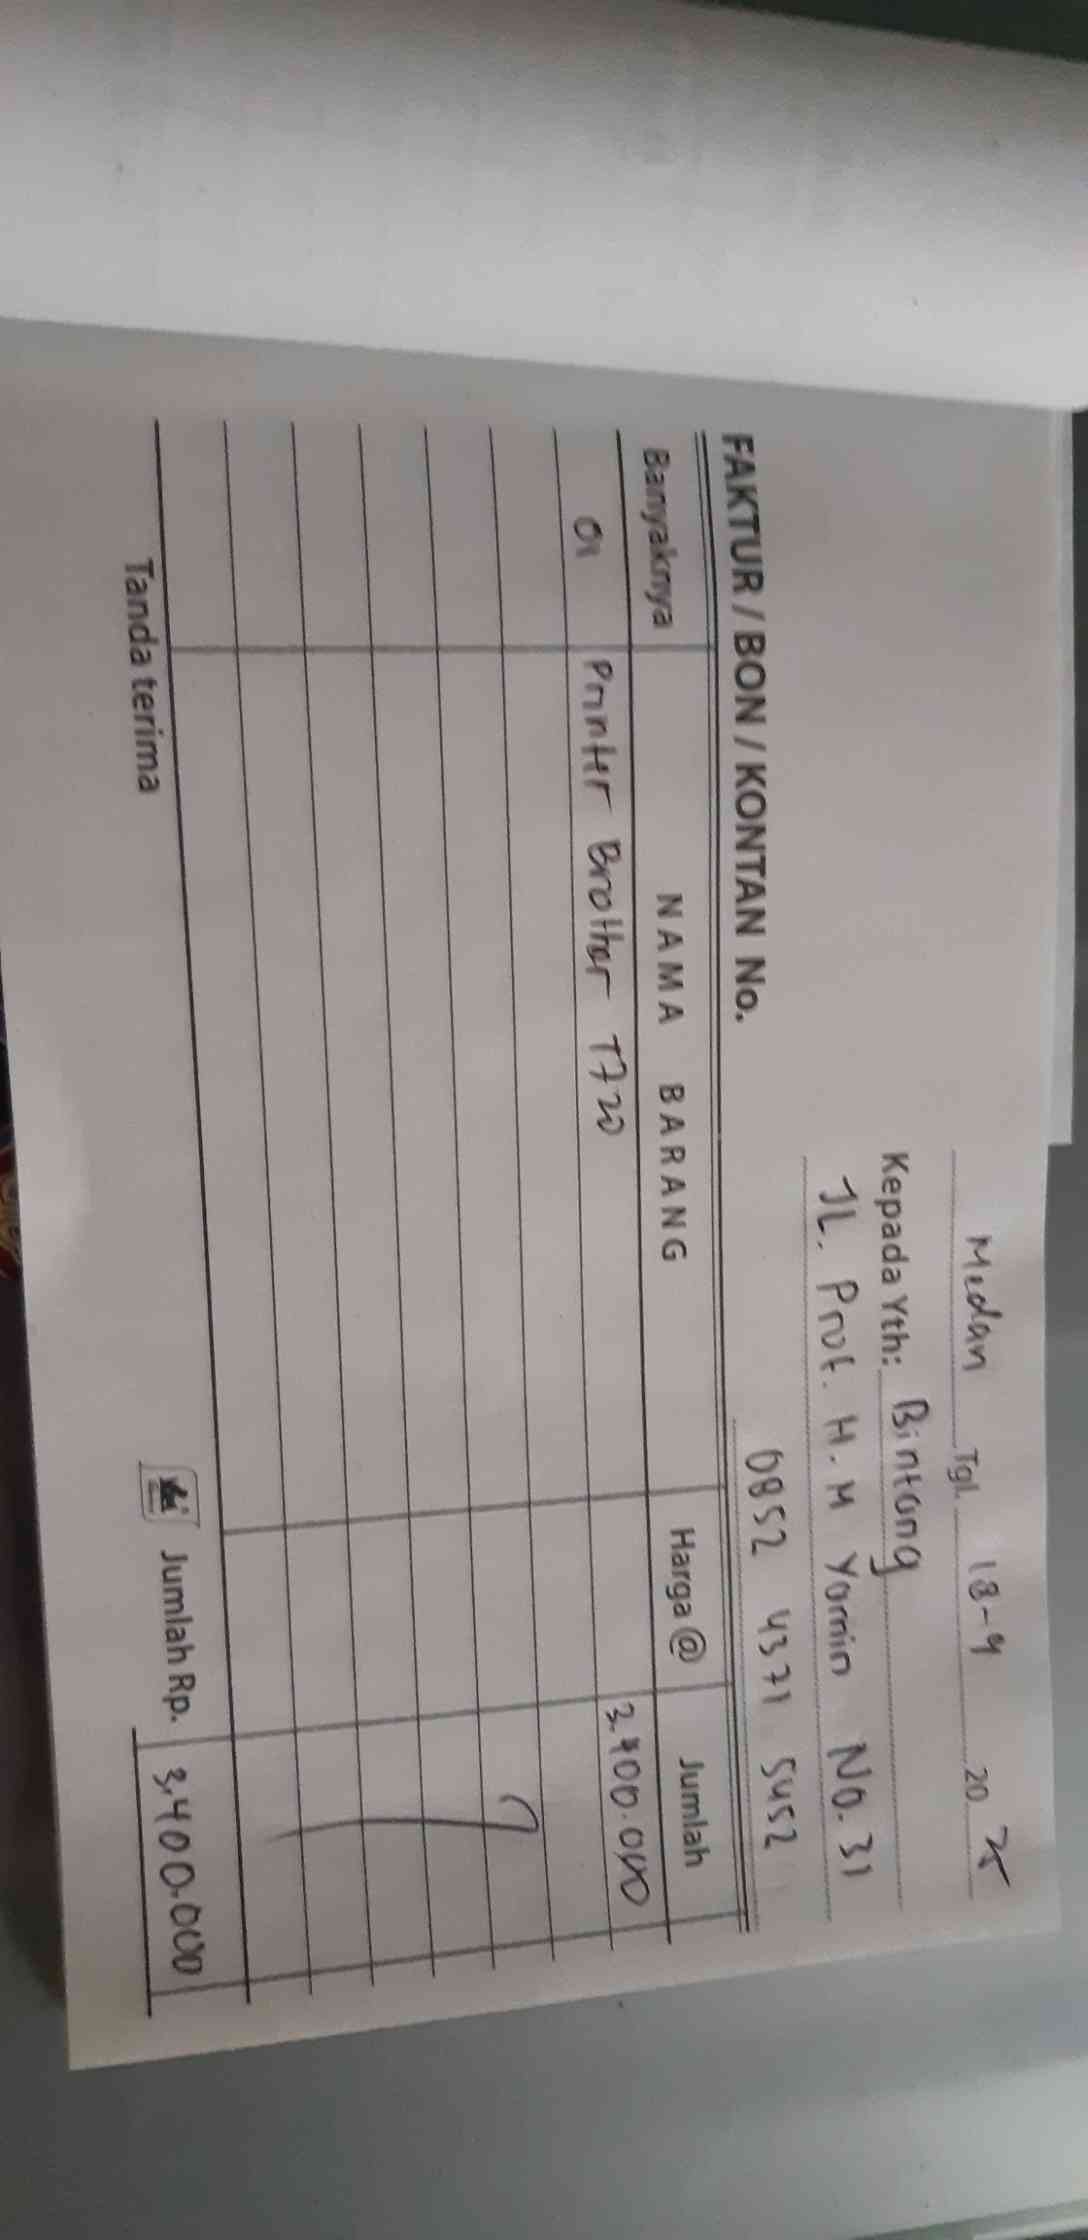 Medan Tgl. 18-9 20 25
Kepada Yth: Bintang
JL. Prof. H. M Yamin No. 31
0852 4371 5452
FAKTUR / BON / KONTAN No.
Banyaknya NAMA BARANG Harga @ Jumlah
01 Printer Brother T720 3.400.000
Tanda terima Jumlah Rp. 3,400.000